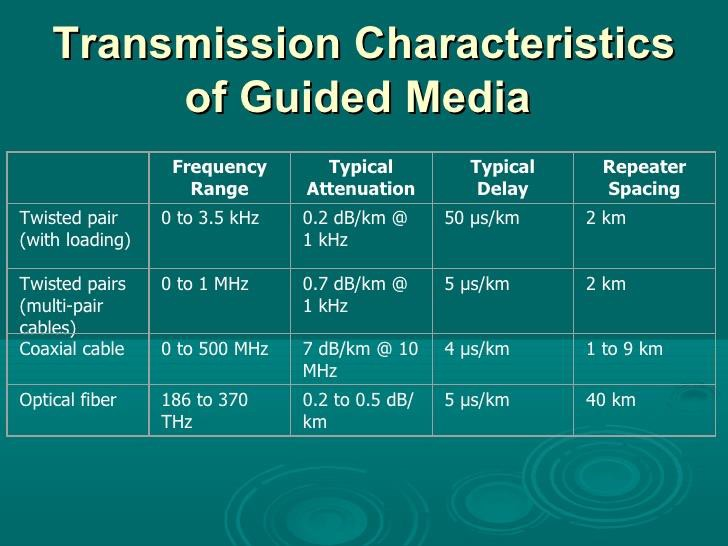 Transmission Characteristics
of Guided Media
Frequency Range Typical Attenuation Typical Delay Repeater Spacing
Twisted pair (with loading) 0 to 3.5 kHz 0.2 dB/km @ 1 kHz 50 µs/km 2 km
Twisted pairs (multi-pair cables) 0 to 1 MHz 0.7 dB/km @ 1 kHz 5 µs/km 2 km
Coaxial cable 0 to 500 MHz 7 dB/km @ 10 MHz 4 µs/km 1 to 9 km
Optical fiber 186 to 370 THz 0.2 to 0.5 dB/km 5 µs/km 40 km